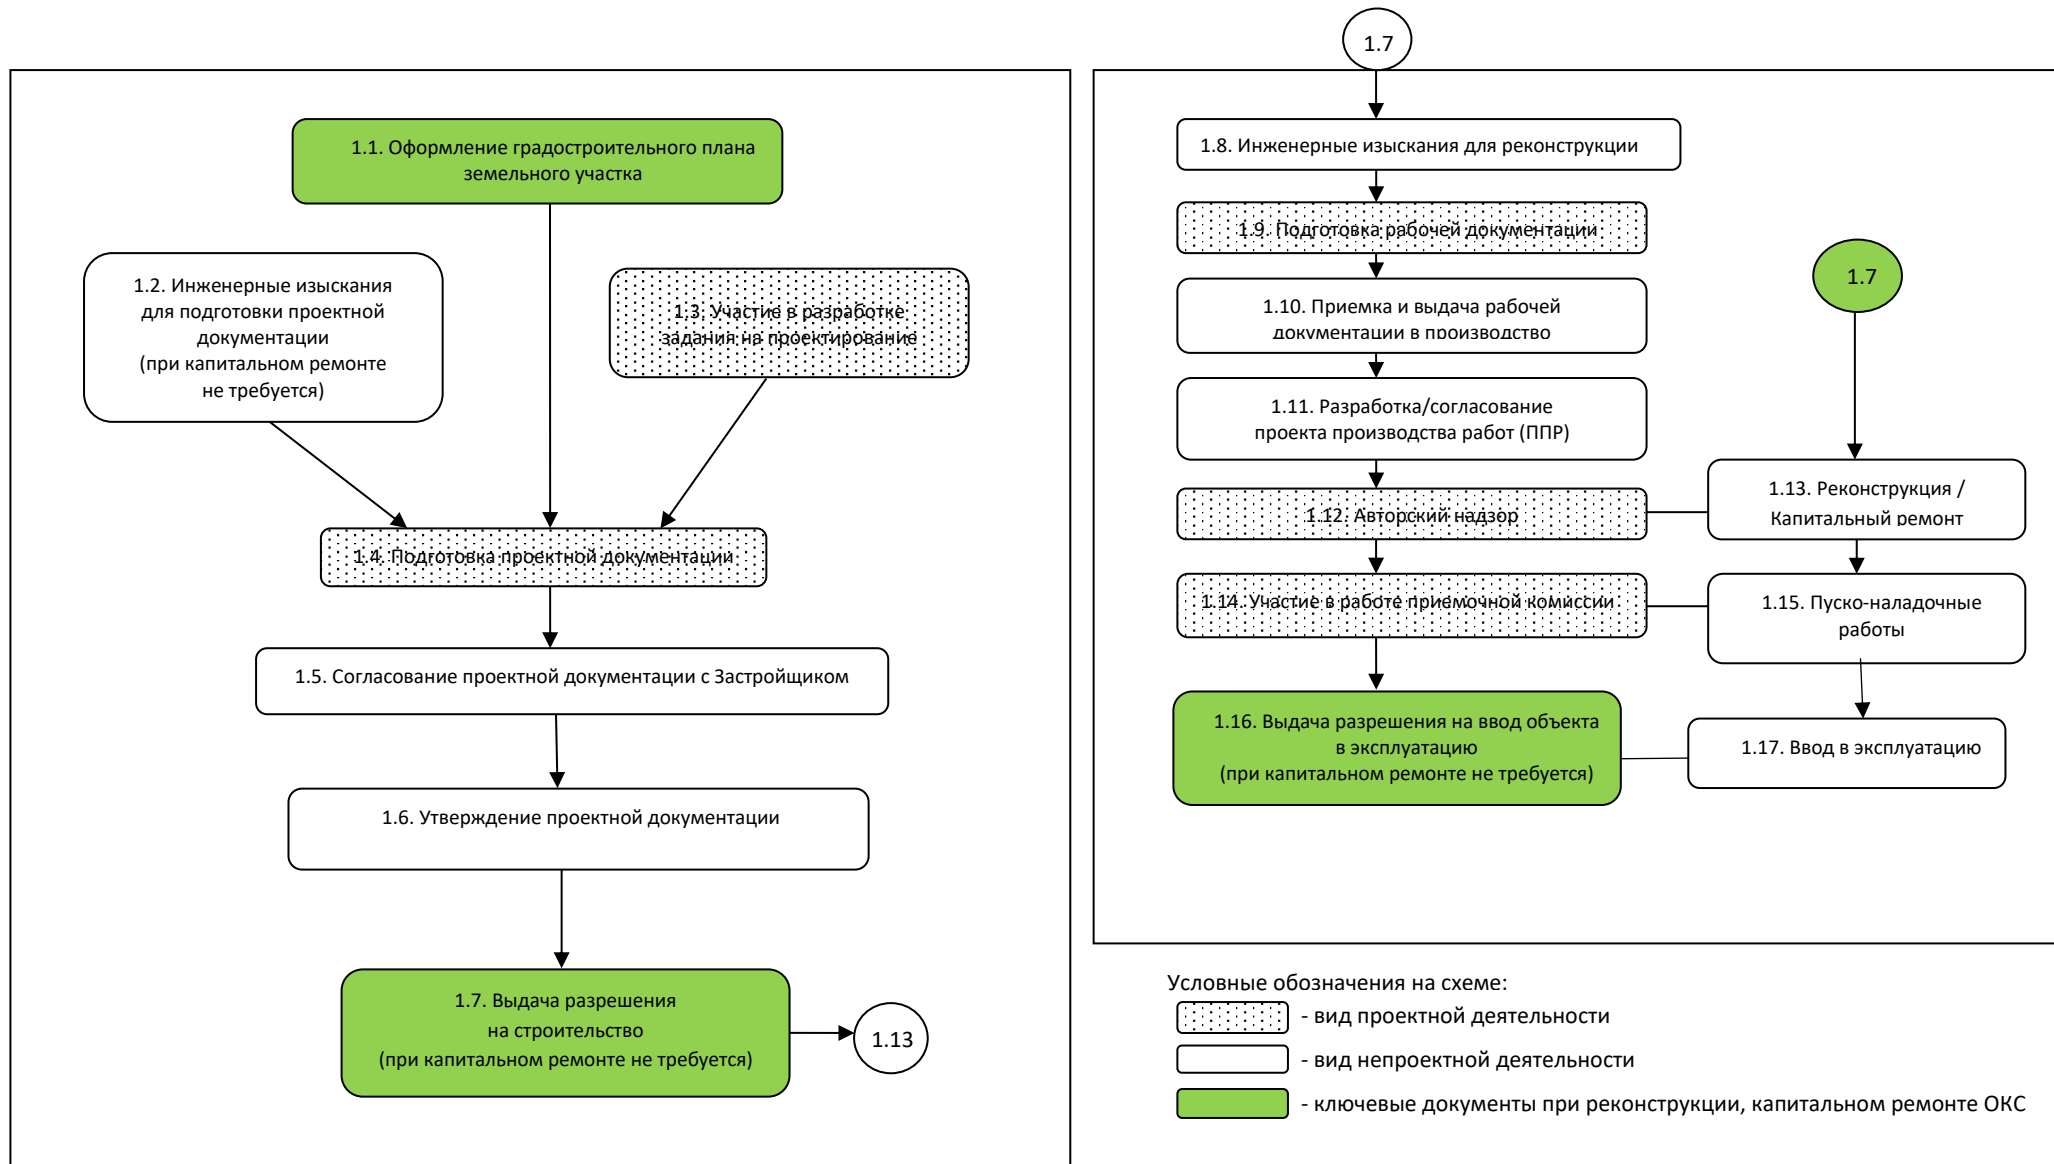 1.1. Оформление градостроительного плана
земельного участка
1.2. Инженерные изыскания
для подготовки проектной
документации
(при капитальном ремонте
не требуется)
1.3. Участие в разработке
задания на проектирование
1.4. Подготовка проектной документации
1.5. Согласование проектной документации с Застройщиком
1.6. Утверждение проектной документации
1.7. Выдача разрешения
на строительство
(при капитальном ремонте не требуется)
1.13
1.7
1.8. Инженерные изыскания для реконструкции
1.9. Подготовка рабочей документации
1.10. Приемка и выдача рабочей
документации в производство
1.11. Разработка/согласование
проекта производства работ (ППР)
1.12. Авторский надзор
1.14. Участие в работе приемочной комиссии
1.16. Выдача разрешения на ввод объекта
в эксплуатацию
(при капитальном ремонте не требуется)
1.7
1.13. Реконструкция /
Капитальный ремонт
1.15. Пуско-наладочные
работы
1.17. Ввод в эксплуатацию
Условные обозначения на схеме:
- вид проектной деятельности
- вид непроектной деятельности
- ключевые документы при реконструкции, капитальном ремонте ОКС